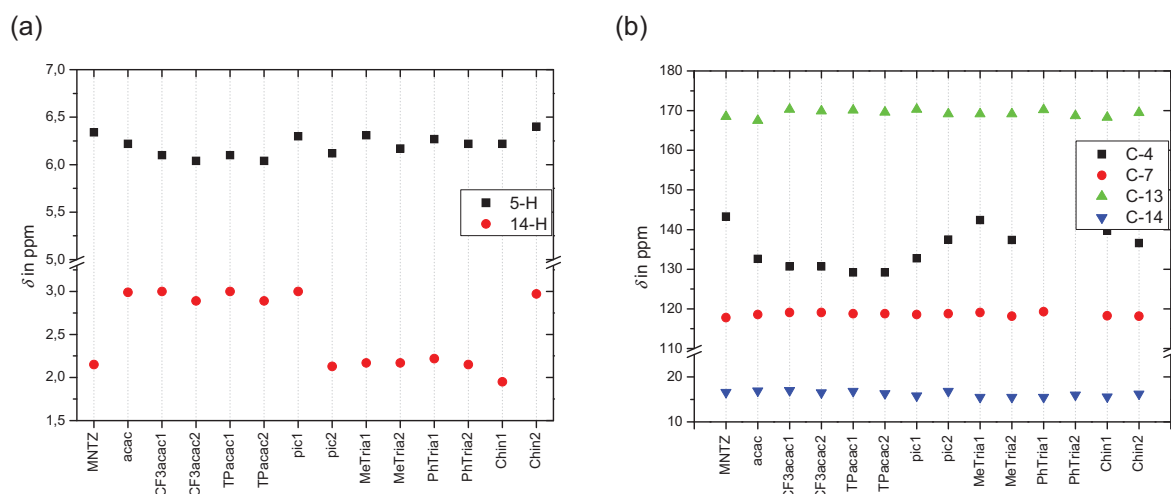 (a)
7,0
6,5
6,0
5,5
5,0
3,0
2,5
2,0
1,5
δ in ppm
5-H
14-H
MNTZ
acac
CF3acac1
CF3acac2
TPacac1
TPacac2
pic1
pic2
MeTria1
MeTria2
PhTria1
PhTria2
Chin1
Chin2
(b)
180
170
160
150
140
130
120
110
20
10
δ in ppm
C-4
C-7
C-13
C-14
MNTZ
acac
CF3acac1
CF3acac2
TPacac1
TPacac2
pic1
pic2
MeTria1
MeTria2
PhTria1
PhTria2
Chin1
Chin2